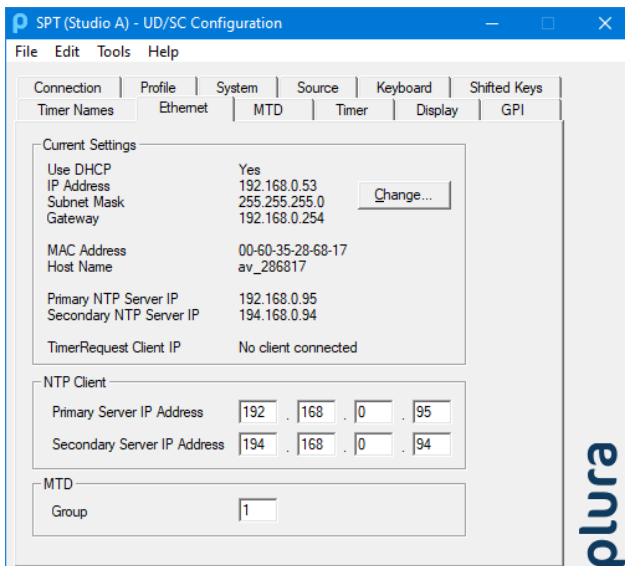 SPT (Studio A) - UD/SC Configuration
File Edit Tools Help
Connection Profile System Source Keyboard Shifted Keys
Timer Names Ethernet MTD Timer Display GPI
Current Settings
Use DHCP Yes
IP Address 192.168.0.53
Change...
Subnet Mask 255.255.255.0
Gateway 192.168.0.254
MAC Address 00-60-35-28-68-17
Host Name av_286817
Primary NTP Server IP 192.168.0.95
Secondary NTP Server IP 194.168.0.94
TimerRequest Client IP No client connected
NTP Client
Primary Server IP Address 192 . 168 . 0 . 95
Secondary Server IP Address 194 . 168 . 0 . 94
MTD
Group 1
plura